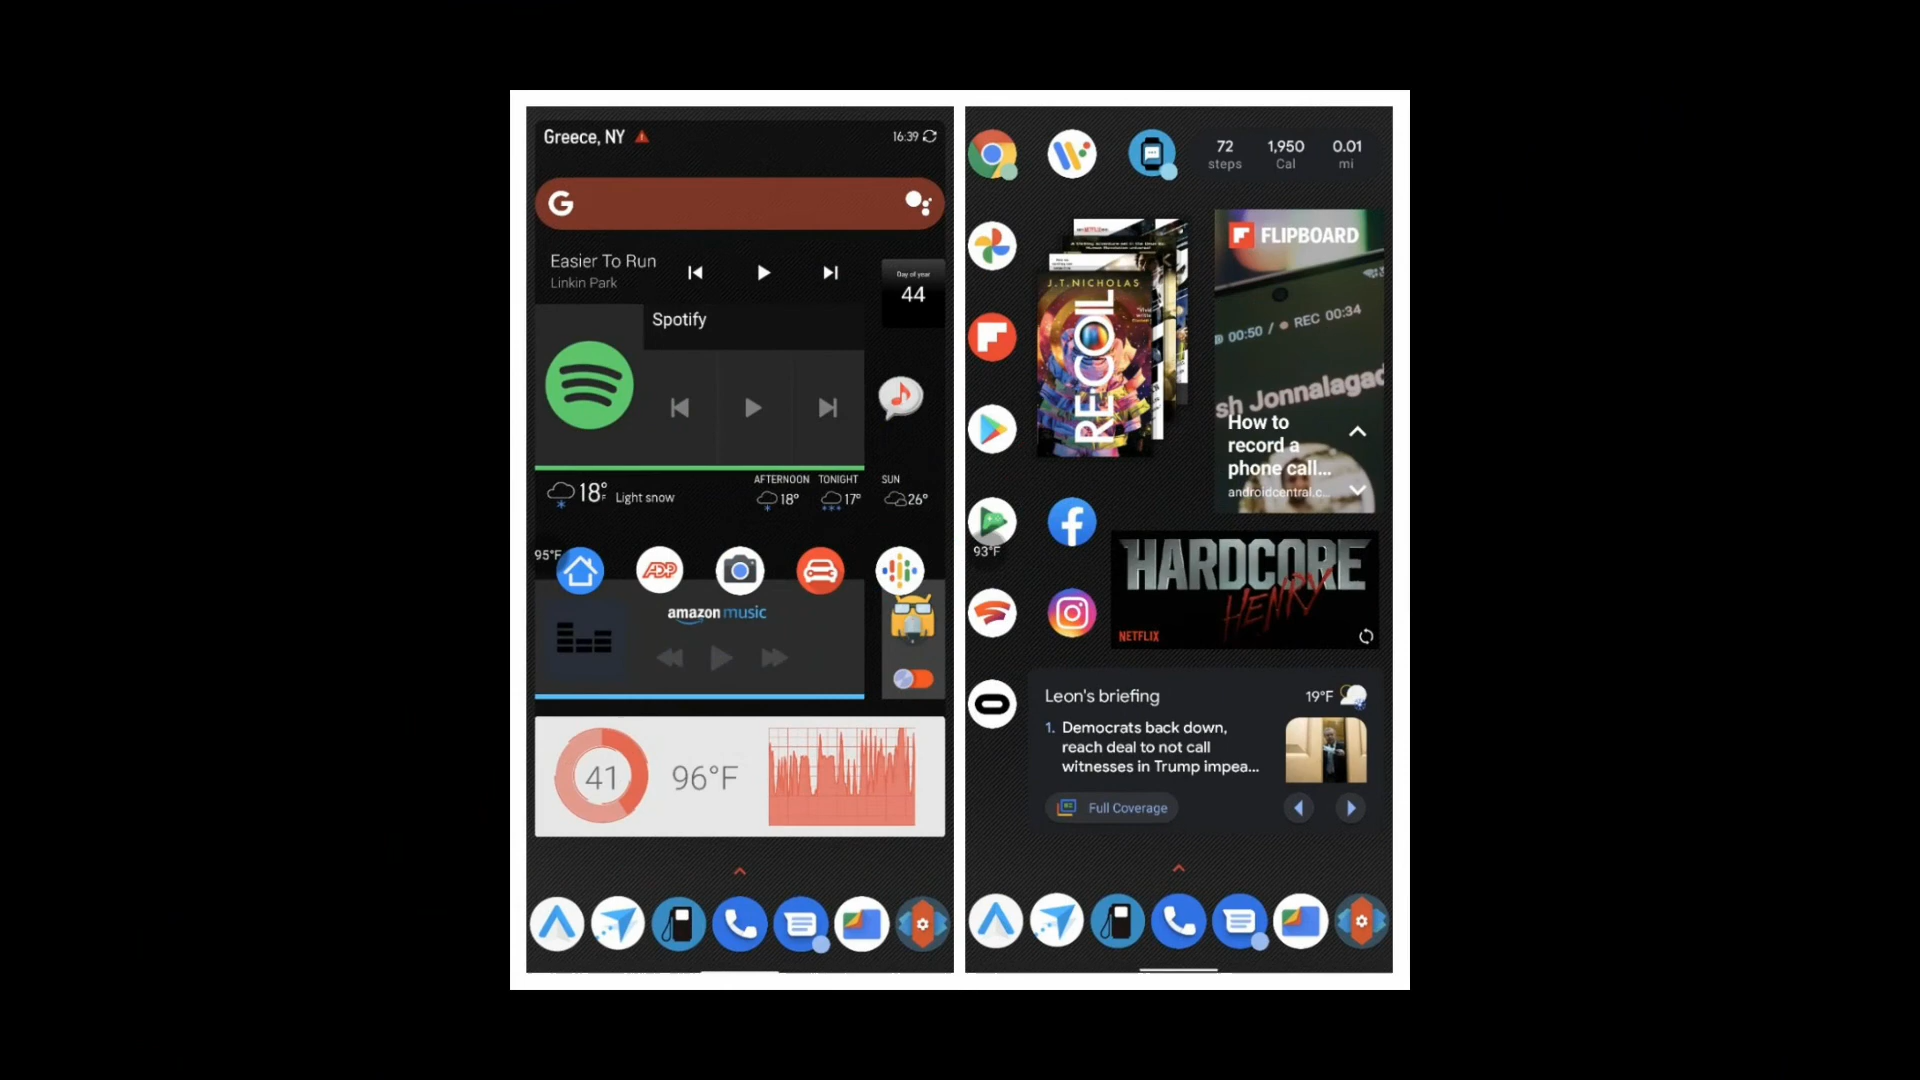 Greece, NY
16:39
G
Easier To Run
Linkin Park
Day of year
44
Spotify
18°F
Light snow
AFTERNOON
18°
TONIGHT
17°
SUN
26°
95°F
ADP
amazon music
41
96°F
72
steps
1,950
Cal
0.01
mi
J.T.NICHOLAS
RECOIL
FLIPBOARD
00:50 / REC 00:34
sh Jonnalagad
How to
record a
phone call...
androidcentral.c...
93°F
HARDCORE
HENRY
NETFLIX
Leon's briefing
19°F
1. Democrats back down,
reach deal to not call
witnesses in Trump impea...
Full Coverage